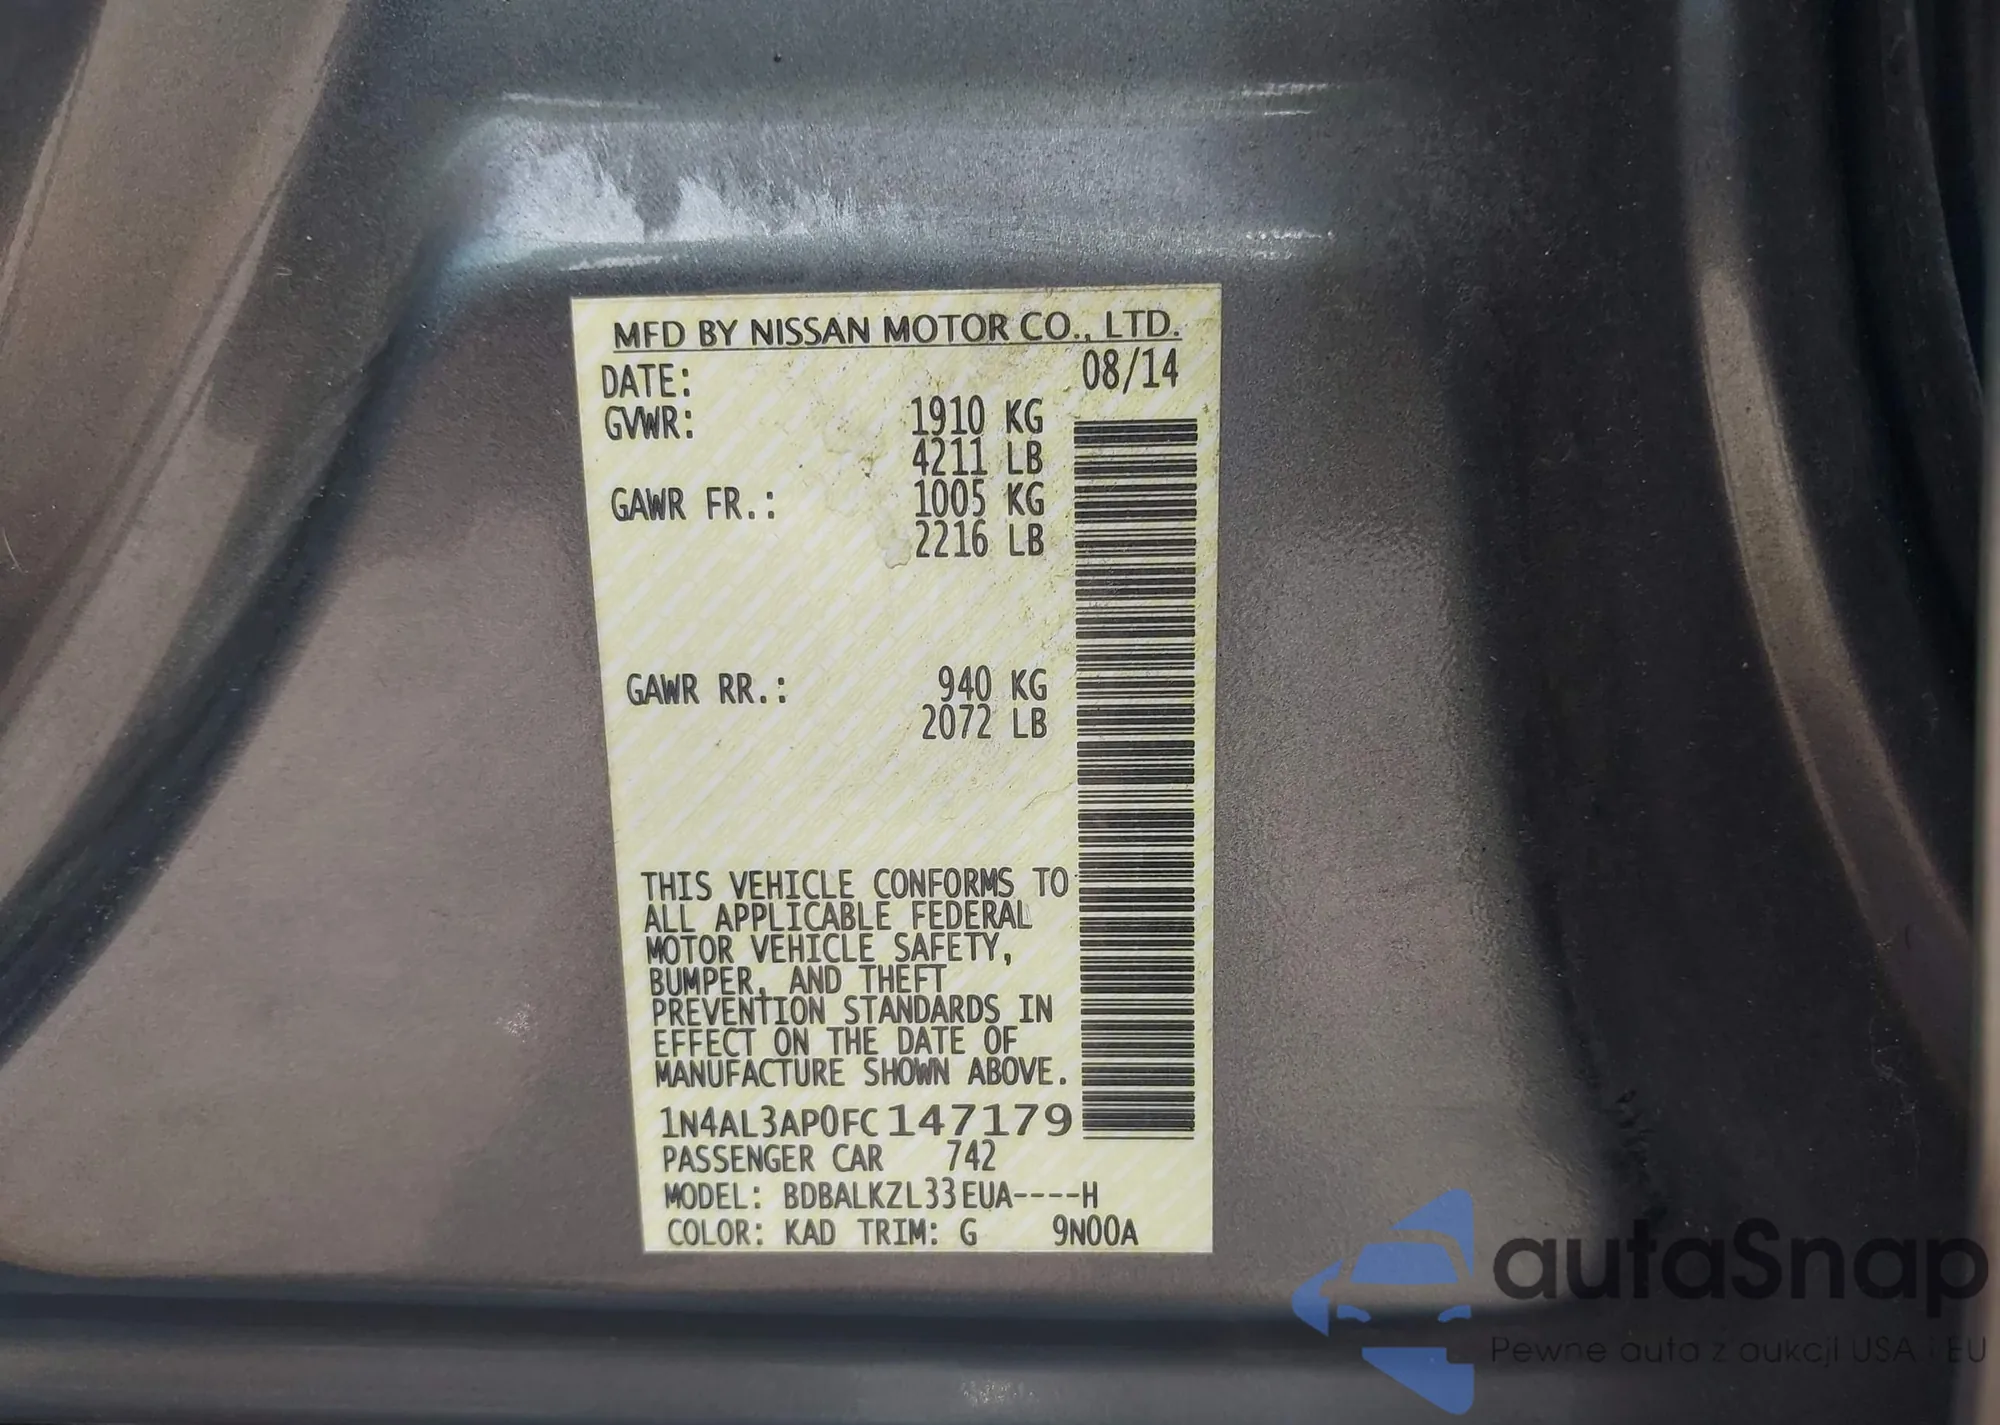 MFD BY NISSAN MOTOR CO., LTD.
DATE: 08/14
GVWR: 1910 KG
4211 LB
GAWR FR.: 1005 KG
2216 LB
GAWR RR.: 940 KG
2072 LB
THIS VEHICLE CONFORMS TO
ALL APPLICABLE FEDERAL
MOTOR VEHICLE SAFETY,
BUMPER, AND THEFT
PREVENTION STANDARDS IN
EFFECT ON THE DATE OF
MANUFACTURE SHOWN ABOVE.
1N4AL3AP0FC147179
PASSENGER CAR 742
MODEL: BDBALKZL33EUA----H
COLOR: KAD TRIM: G 9N00A
autaSnap
Pewne auta z aukcji USA i EU